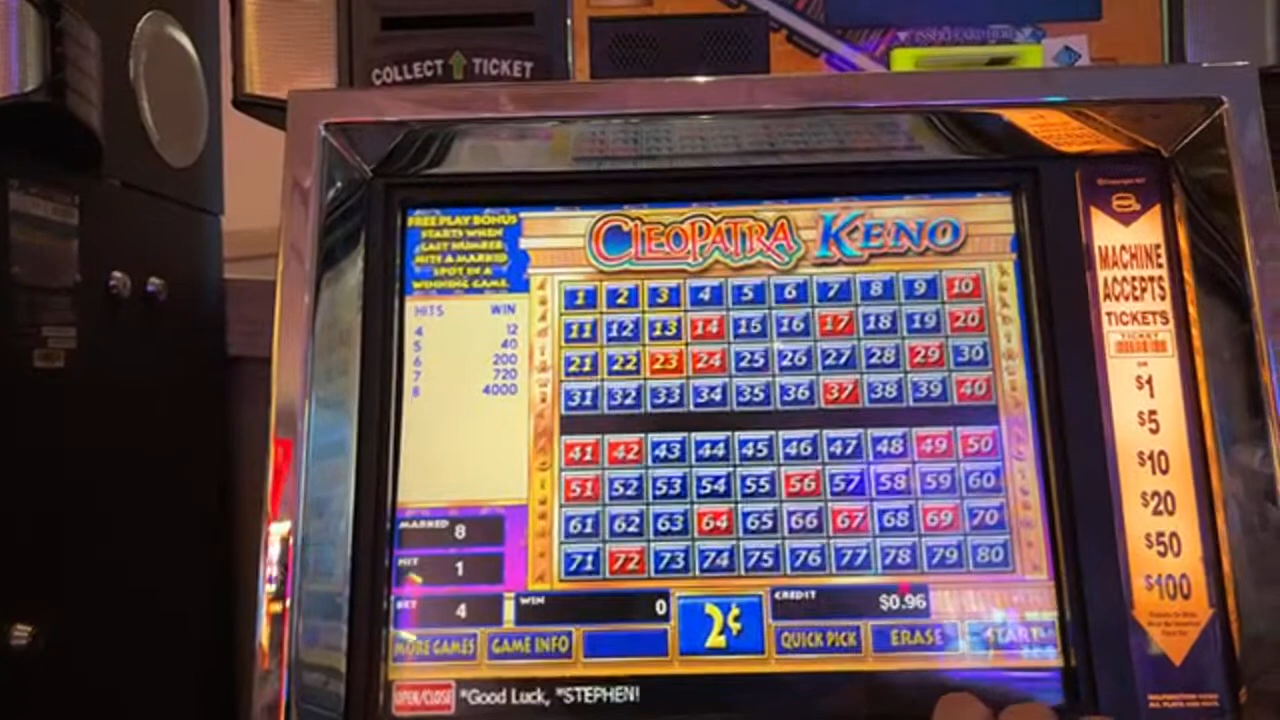 COLLECT TICKET
INSERT CARD HERE
FREE PLAY BONUS
STARTS WHEN
LAST NUMBER
HITS A MARKED
SPOT IN A
WINNING GAME.
CLEOPATRA KENO
HITS WIN
4 12
5 40
6 200
7 720
8 4000
1 2 3 4 5 6 7 8 9 10
11 12 13 14 15 16 17 18 19 20
21 22 23 24 25 26 27 28 29 30
31 32 33 34 35 36 37 38 39 40
41 42 43 44 45 46 47 48 49 50
51 52 53 54 55 56 57 58 59 60
61 62 63 64 65 66 67 68 69 70
71 72 73 74 75 76 77 78 79 80
MARKED 8
HIT 1
BET 4
WIN 0
2¢
CREDIT $0.96
MORE GAMES GAME INFO QUICK PICK ERASE START
OPEN/CLOSE *Good Luck, *STEPHEN!
MACHINE
ACCEPTS
TICKETS
TICKET
OR
$1
$5
$10
$20
$50
$100